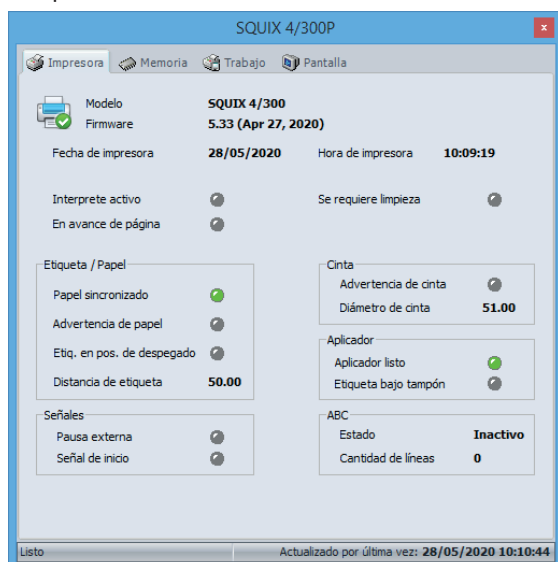 SQUIX 4/300P
x
Impresora Memoria Trabajo Pantalla
Modelo SQUIX 4/300
Firmware 5.33 (Apr 27, 2020)
Fecha de impresora 28/05/2020 Hora de impresora 10:09:19
Interprete activo Se requiere limpieza
En avance de página
Etiqueta / Papel
Papel sincronizado
Advertencia de papel
Etiq. en pos. de despegado
Distancia de etiqueta 50.00
Cinta
Advertencia de cinta
Diámetro de cinta 51.00
Aplicador
Aplicador listo
Etiqueta bajo tampón
Señales
Pausa externa
Señal de inicio
ABC
Estado Inactivo
Cantidad de líneas 0
Listo Actualizado por última vez: 28/05/2020 10:10:44